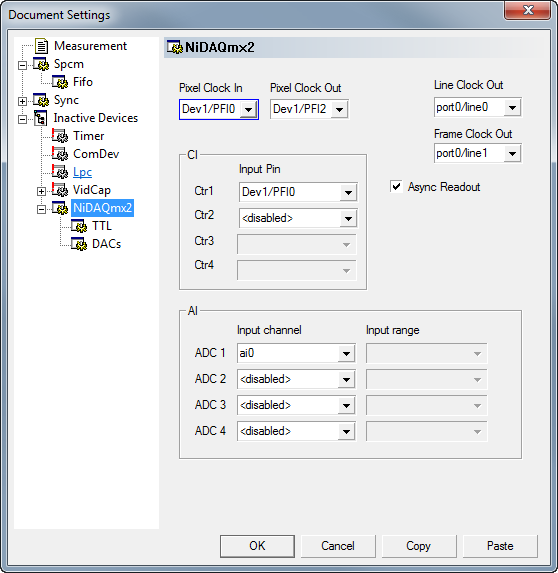 Document Settings
Measurement
Spcm
Fifo
Sync
Inactive Devices
Timer
ComDev
Lpc
VidCap
NiDAQmx2
TTL
DACs
NiDAQmx2
Pixel Clock In Pixel Clock Out Line Clock Out
Dev1/PFI0 Dev1/PFI2 port0/line0
Frame Clock Out
port0/line1
CI
Input Pin
Ctr1 Dev1/PFI0
Ctr2 <disabled>
Ctr3
Ctr4
Async Readout
AI
Input channel Input range
ADC 1 ai0
ADC 2 <disabled>
ADC 3 <disabled>
ADC 4 <disabled>
OK Cancel Copy Paste